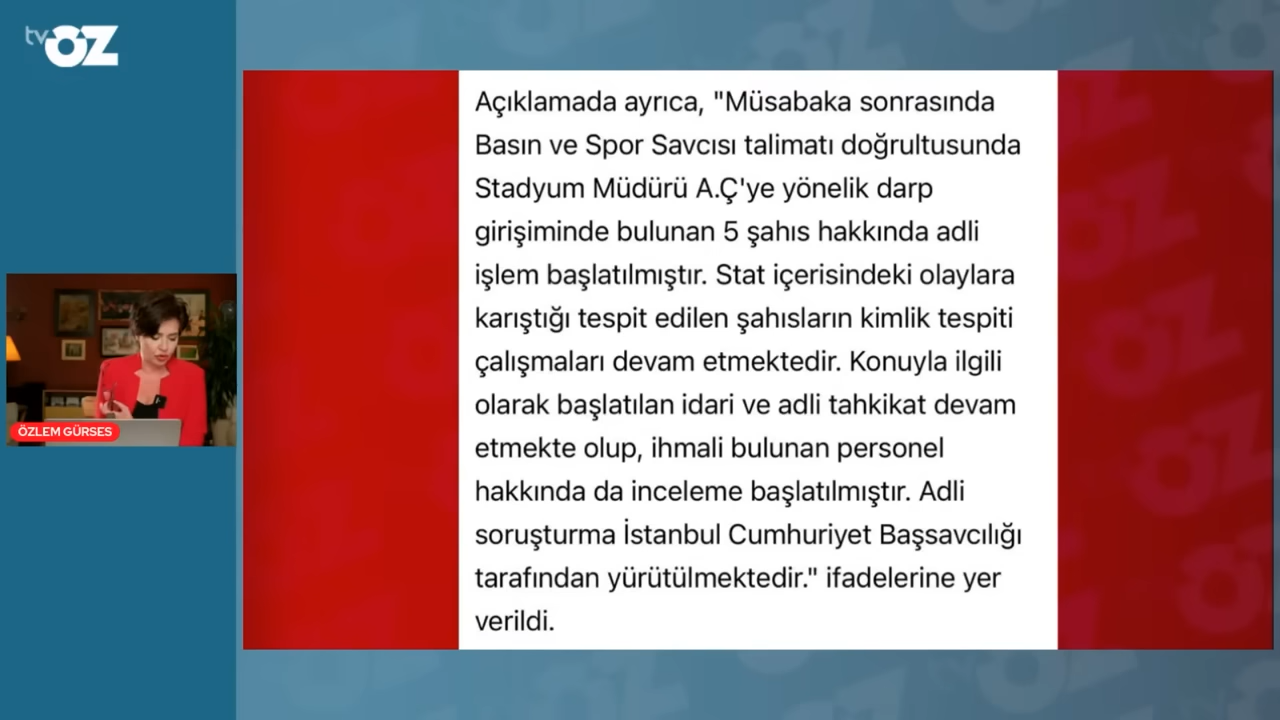 tv ÖZ
Açıklamada ayrıca, "Müsabaka sonrasında
Basın ve Spor Savcısı talimatı doğrultusunda
Stadyum Müdürü A.Ç'ye yönelik darp
girişiminde bulunan 5 şahıs hakkında adli
işlem başlatılmıştır. Stat içerisindeki olaylara
karıştığı tespit edilen şahısların kimlik tespiti
çalışmaları devam etmektedir. Konuyla ilgili
olarak başlatılan idari ve adli tahkikat devam
etmekte olup, ihmali bulunan personel
hakkında da inceleme başlatılmıştır. Adli
soruşturma İstanbul Cumhuriyet Başsavcılığı
tarafından yürütülmektedir." ifadelerine yer
verildi.
ÖZLEM GÜRSES